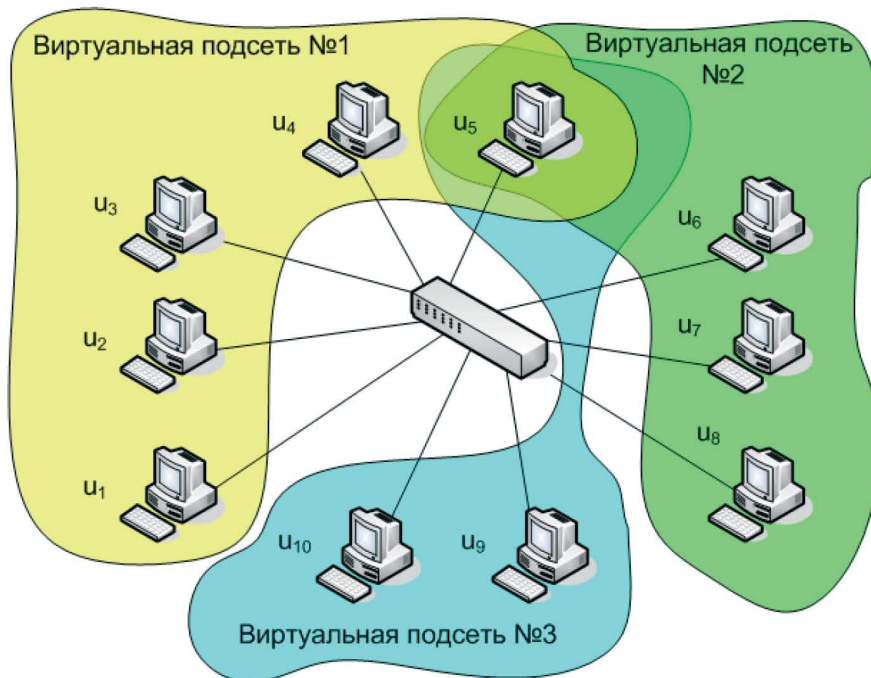 Виртуальная подсеть №1
Виртуальная подсеть
№2
u4
u5
u3
u6
u2
u7
u8
u1
u10
u9
Виртуальная подсеть №3